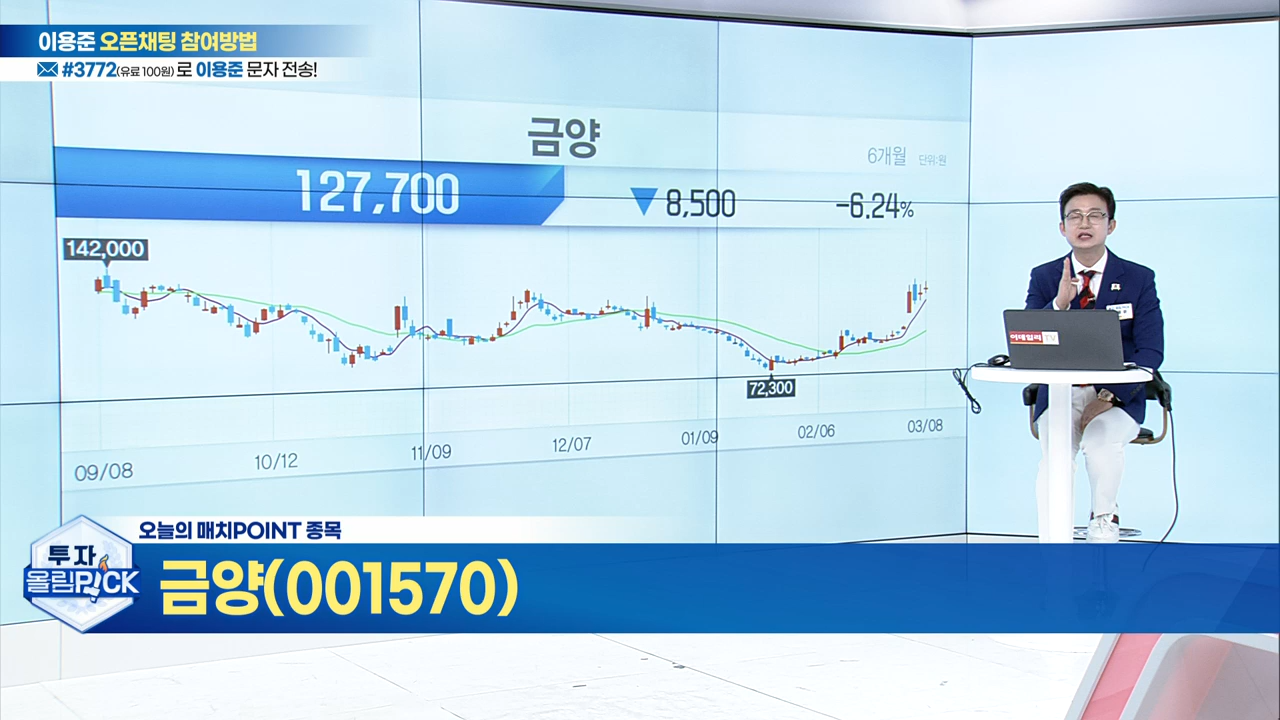 이용준 오픈채팅 참여방법
#3772(유료 100원)로 이용준 문자 전송!
금양
6개월 단위:원
127,700 ▼ 8,500 -6.24%
142,000
72,300
09/08 10/12 11/09 12/07 01/09 02/06 03/08
이데일리TV
오늘의 매치POINT 종목
투자
올림P!CK
금양(001570)